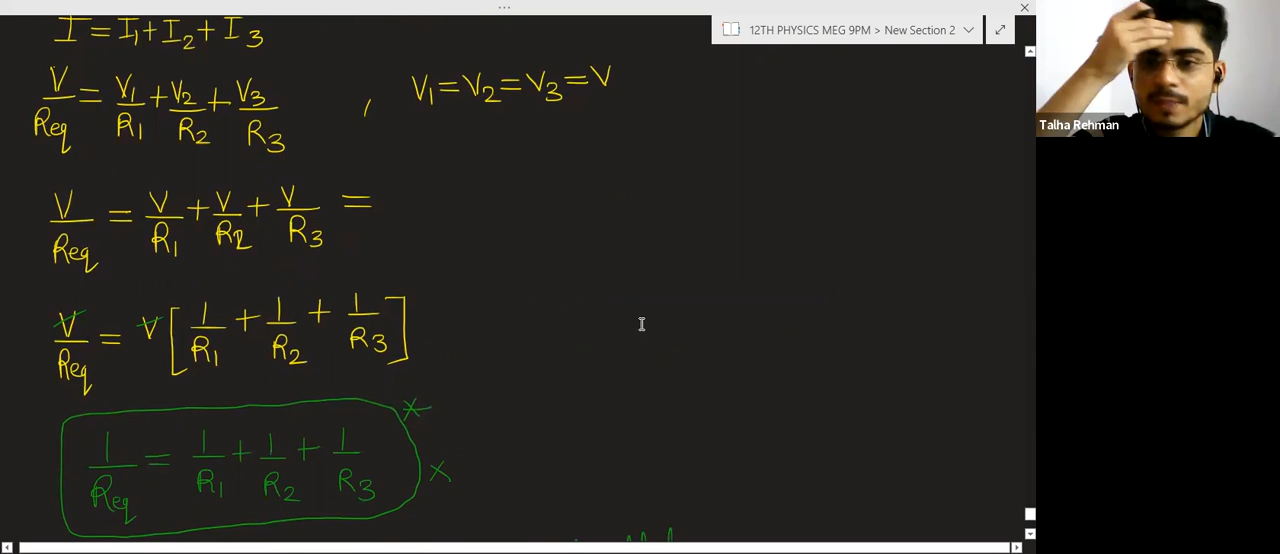 I = I₁ + I₂ + I₃
12TH PHYSICS MEG 9PM > New Section 2
V/Req = V₁/R₁ + V₂/R₂ + V₃/R₃ , V₁ = V₂ = V₃ = V
Talha Rehman
V/Req = V/R₁ + V/R₂ + V/R₃ =
V/Req = V [ 1/R₁ + 1/R₂ + 1/R₃ ]
1/Req = 1/R₁ + 1/R₂ + 1/R₃